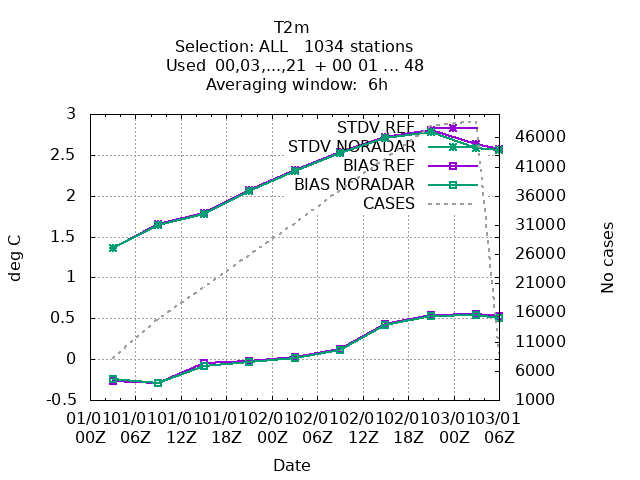 T2m
Selection: ALL   1034 stations
Used  00,03,...,21  + 00 01 ... 48
Averaging window:  6h
STDV REF
STDV NORADAR
BIAS REF
BIAS NORADAR
CASES
3
2.5
2
1.5
1
0.5
0
-0.5
deg C
46000
41000
36000
31000
26000
21000
16000
11000
6000
1000
No cases
01/01 01/01 01/01 01/01 02/01 02/01 02/01 02/01 03/01 03/01
00Z 06Z 12Z 18Z 00Z 06Z 12Z 18Z 00Z 06Z
Date